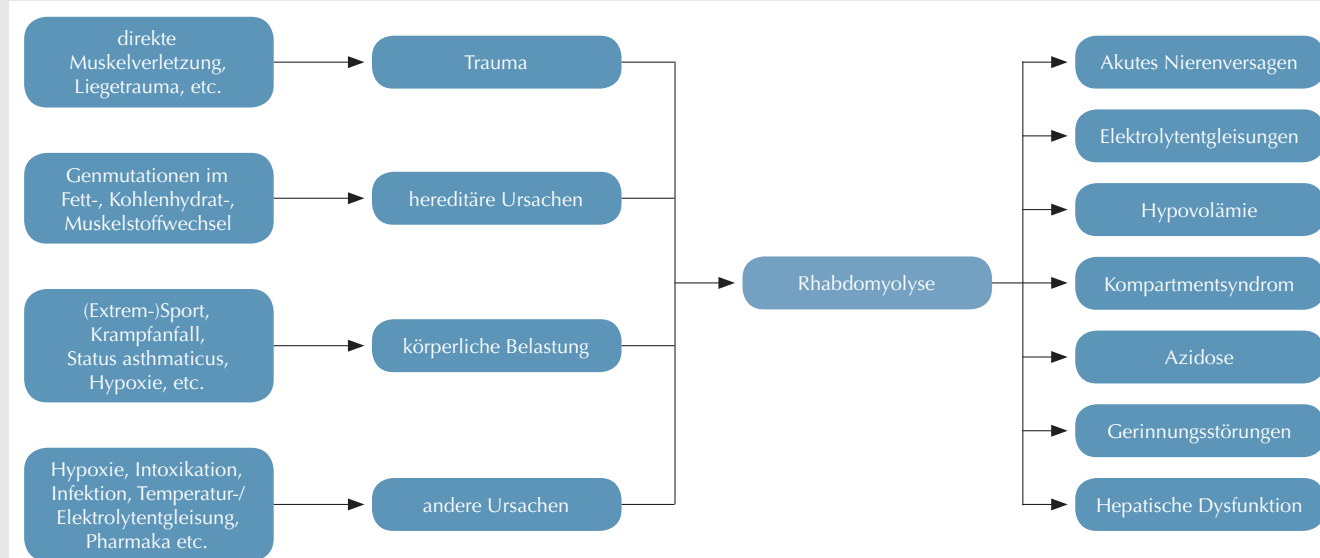 direkte
Muskelverletzung,
Liegetrauma, etc.
Trauma
Genmutationen im
Fett-, Kohlenhydrat-,
Muskelstoffwechsel
hereditäre Ursachen
(Extrem-)Sport,
Krampfanfall,
Status asthmaticus,
Hypoxie, etc.
körperliche Belastung
Hypoxie, Intoxikation,
Infektion, Temperatur-/
Elektrolytentgleisung,
Pharmaka etc.
andere Ursachen
Rhabdomyolyse
Akutes Nierenversagen
Elektrolytentgleisungen
Hypovolämie
Kompartmentsyndrom
Azidose
Gerinnungsstörungen
Hepatische Dysfunktion